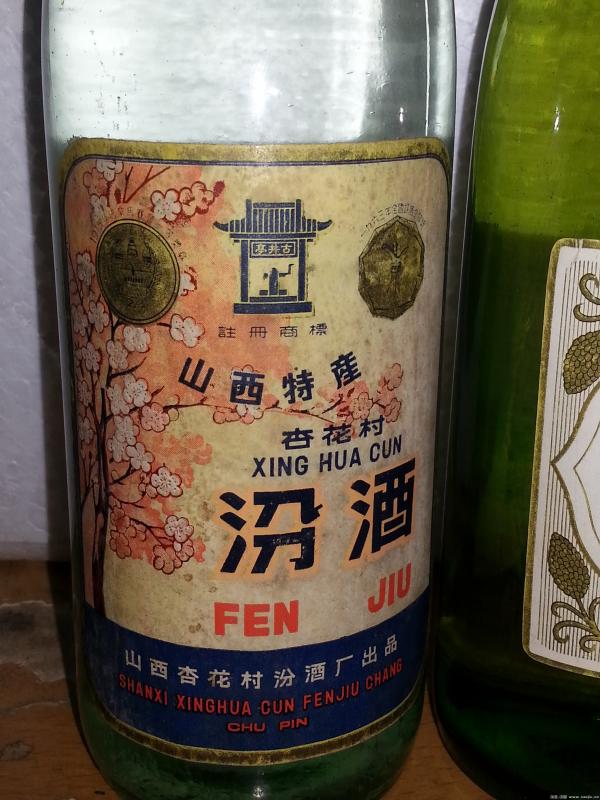 古井亭
註冊商標
山西特産
杏花村
XING HUA CUN
汾酒
FEN JIU
山西杏花村汾酒厂出品
SHANXI XINGHUA CUN FENJIU CHANG
CHU PIN